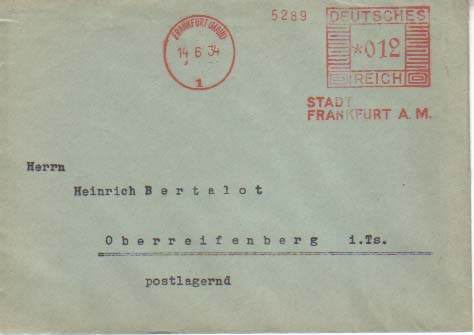 FRANKFURT (MAIN)
14 6 34
1
5289
DEUTSCHES
*012
REICH
STADT
FRANKFURT A. M.
Herrn
Heinrich Bertalot
Oberreifenberg i.Ts.
postlagernd